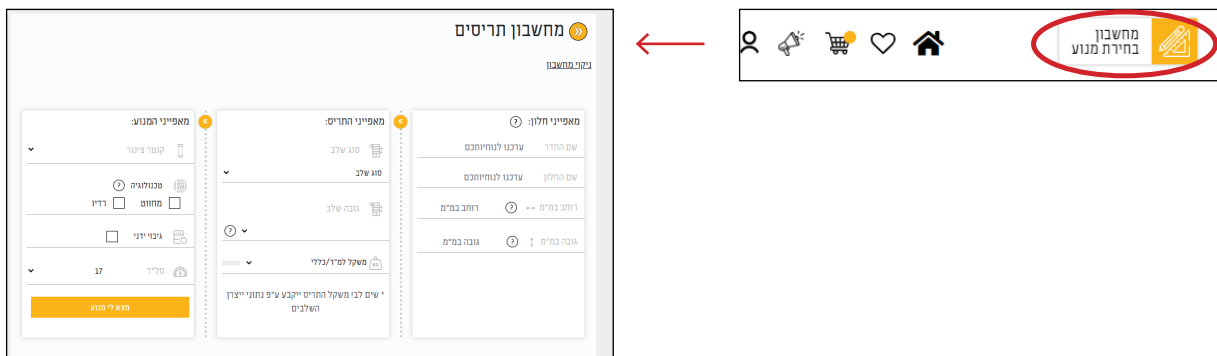 מחשבון
בחירת מנוע
מחשבון תריסים
ניקוי מחשבון
מאפייני חלון: ?
שם החדר עדכנו לנוחיותכם
שם החלון עדכנו לנוחיותכם
רוחב במ"מ ? רוחב במ"מ
גובה במ"מ ? גובה במ"מ
מאפייני התריס:
סוג שלב
סוג שלב
גובה שלב
?
משקל למ"ר/כללי
* שים לב! משקל התריס ייקבע ע"פ נתוני ייצרן
השלבים
מאפייני המנוע:
קוטר צינור
טכנולוגיה ?
מחווט רדיו
גיבוי ידני
סל"ד 17
מצא לי מנוע